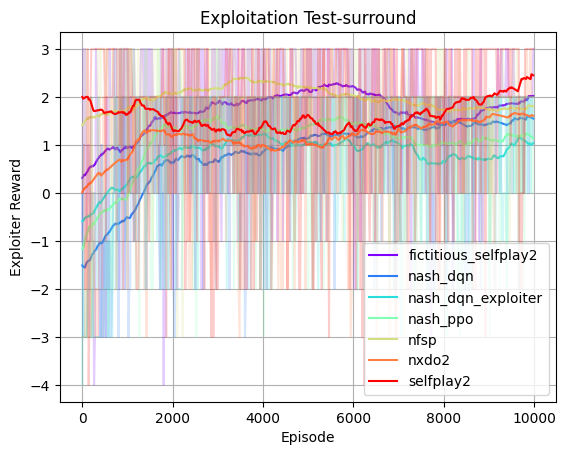 Exploitation Test-surround
Exploiter Reward
3
2
1
0
−1
−2
−3
−4
fictitious_selfplay2
nash_dqn
nash_dqn_exploiter
nash_ppo
nfsp
nxdo2
selfplay2
0 2000 4000 6000 8000 10000
Episode